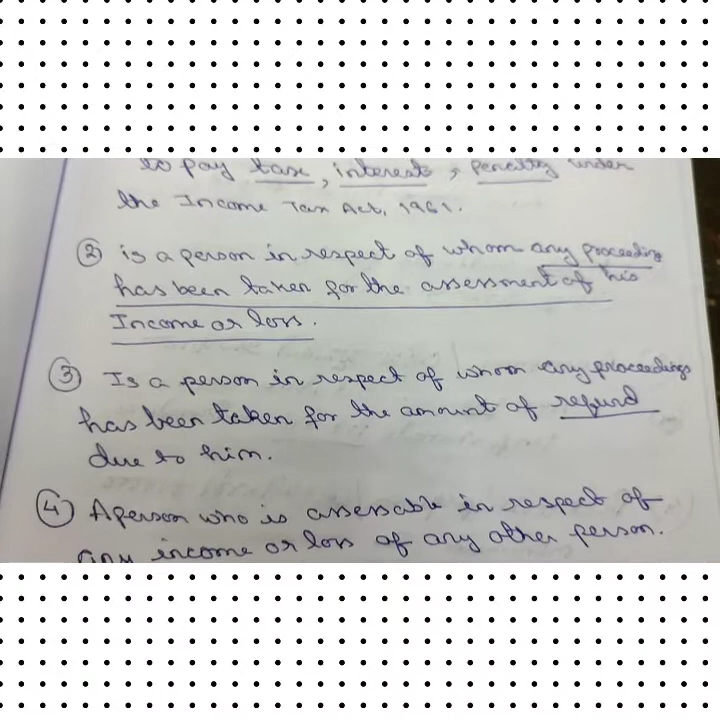 to pay tax, interest, penalty under
the Income Tax Act, 1961.
② is a person in respect of whom any proceeding
has been taken for the assessment of his
Income or loss.
③ Is a person in respect of whom any proceedings
has been taken for the amount of refund
due to him.
④ A person who is assessable in respect of
any income or loss of any other person.